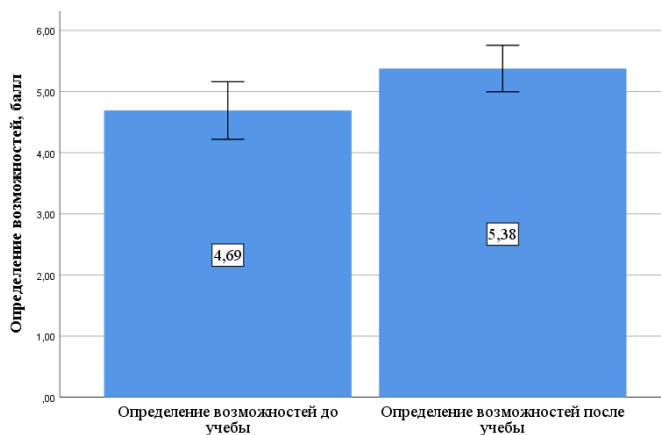 Определение возможностей, балл
6,00
5,00
4,00
3,00
2,00
1,00
,00
4,69
5,38
Определение возможностей до
учебы
Определение возможностей после
учебы